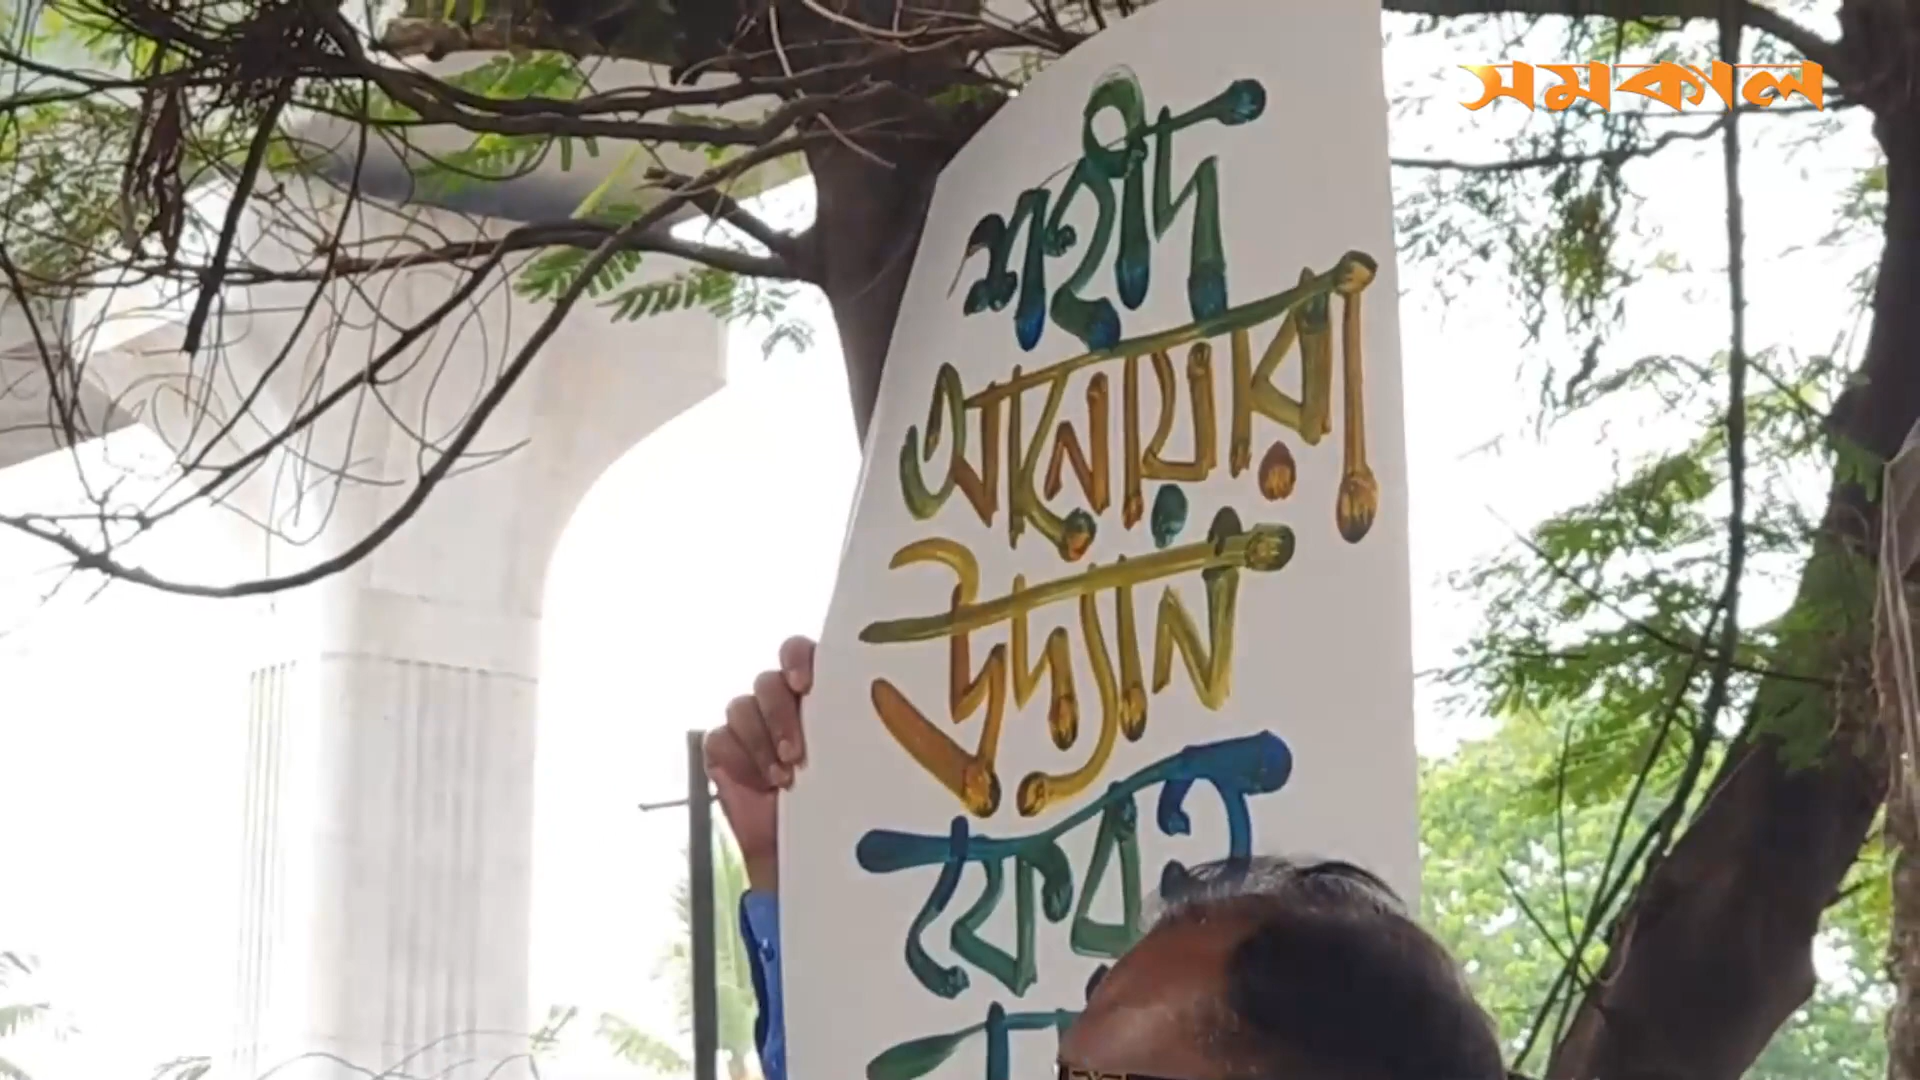 সমকাল
শহীদ
আনোয়ারা
উদ্যান
ফেরত